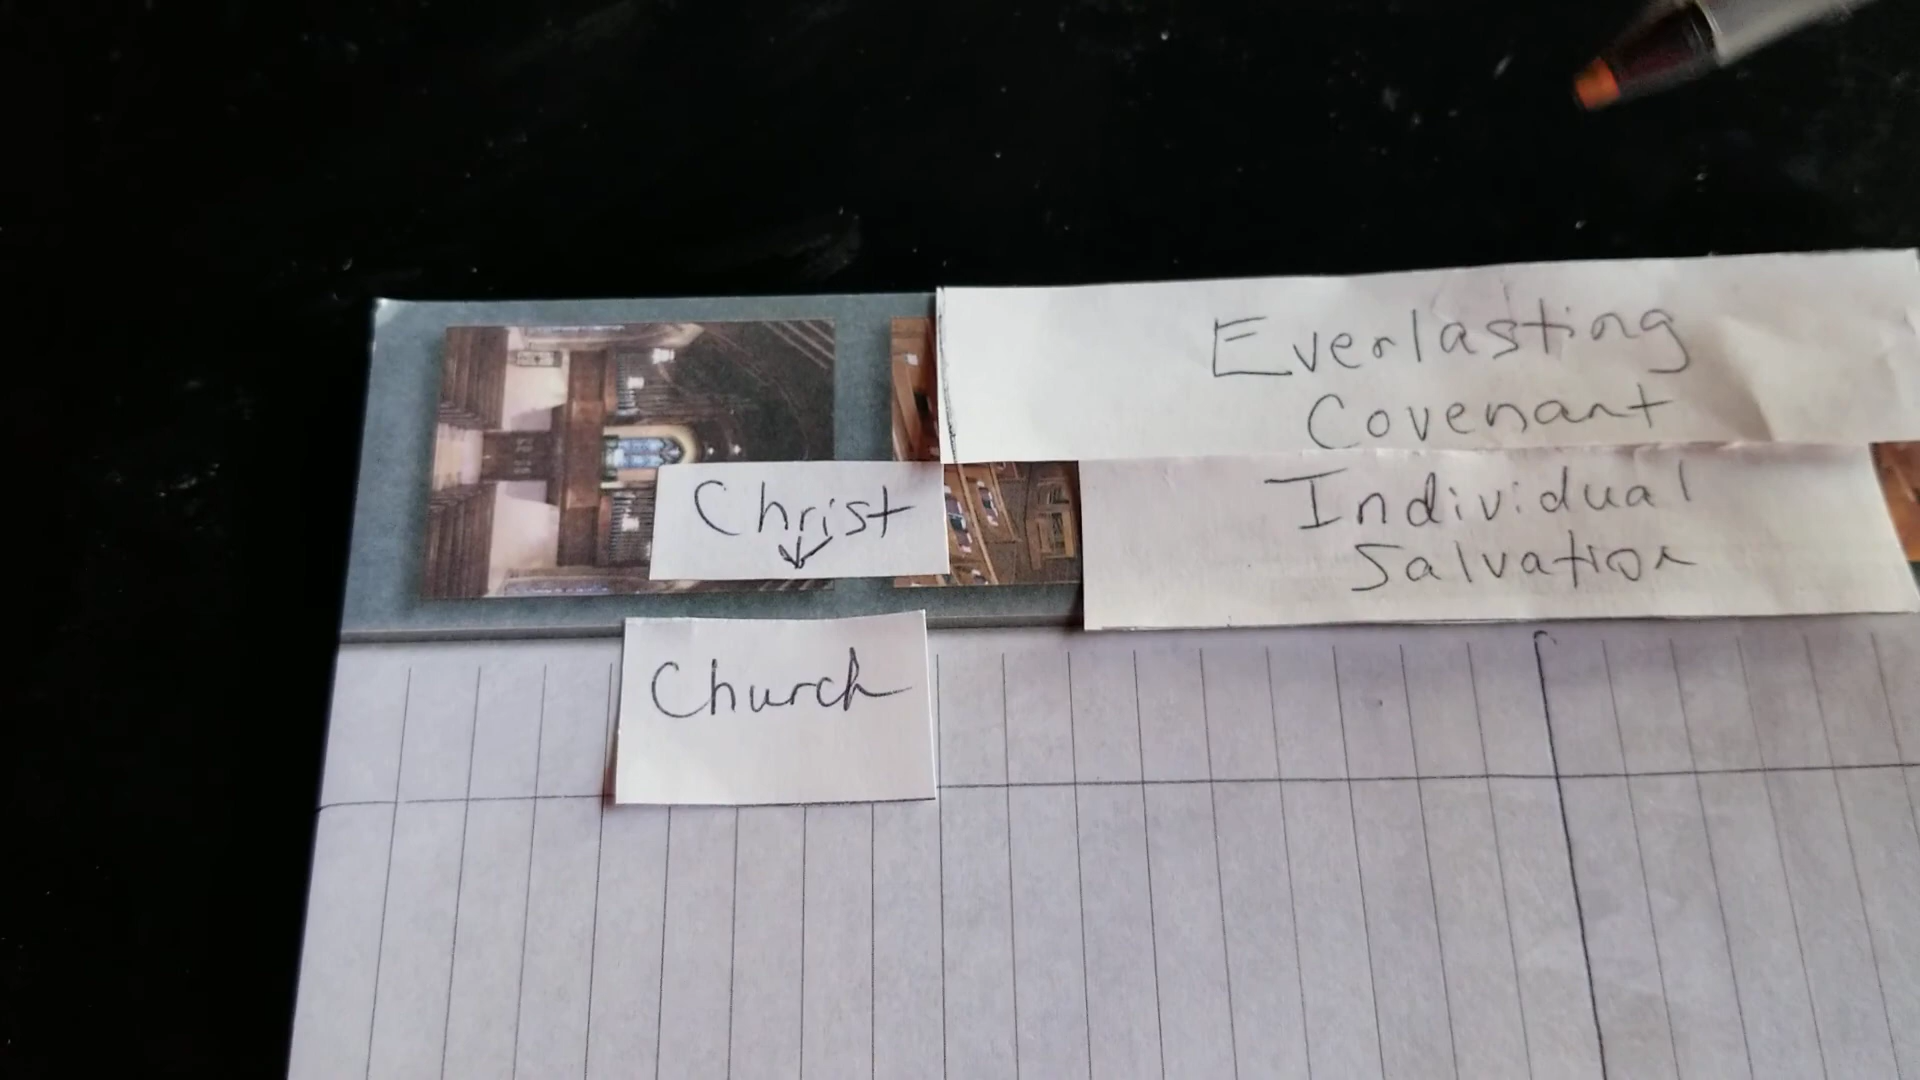 Everlasting
Covenant
Christ
Individual
Salvation
Church